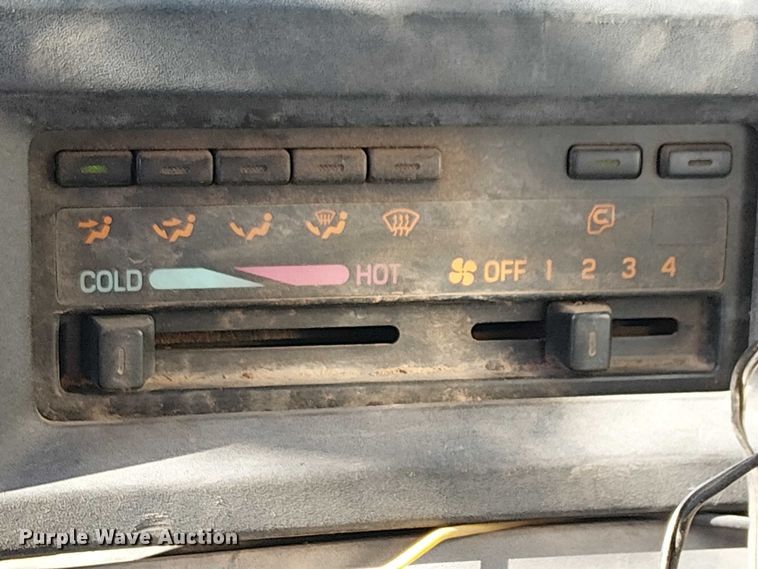 COLD HOT OFF 1 2 3 4
Purple Wave Auction